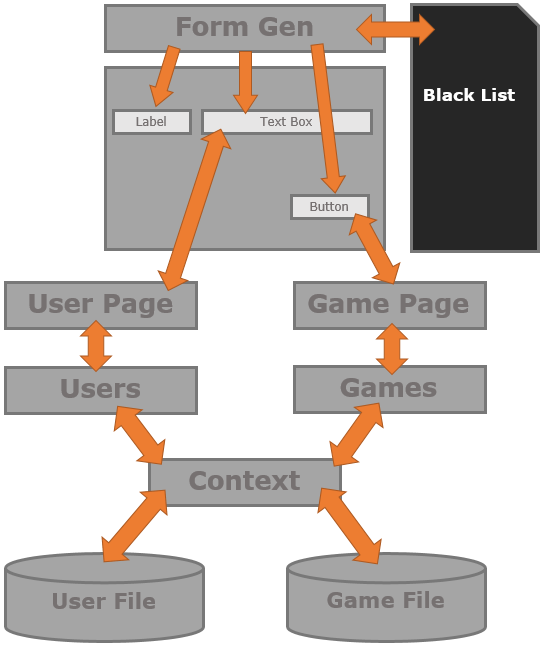 Form Gen
Black List
Label
Text Box
Button
User Page
Game Page
Users
Games
Context
User File
Game File